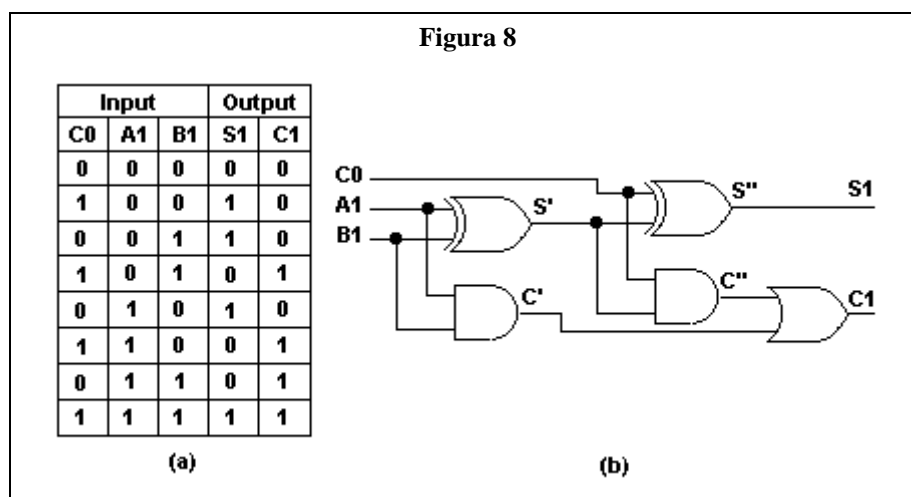 Figura 8
Input Output
C0 A1 B1 S1 C1
0 0 0 0 0
1 0 0 1 0
0 0 1 1 0
1 0 1 0 1
0 1 0 1 0
1 1 0 0 1
0 1 1 0 1
1 1 1 1 1
(a)
C0
A1
B1
S'
S"
S1
C'
C"
C1
(b)